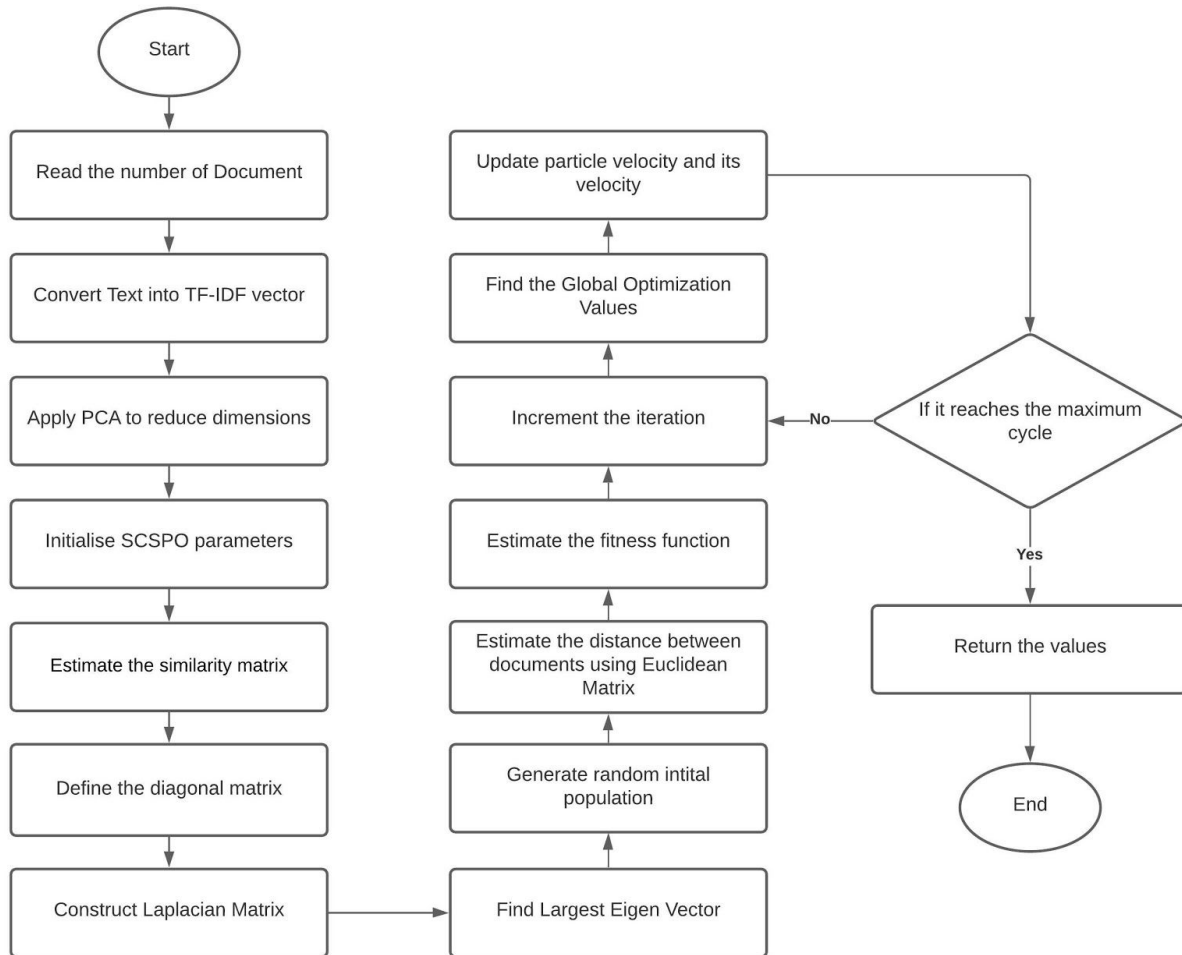 Start
Read the number of Document
Convert Text into TF-IDF vector
Apply PCA to reduce dimensions
Initialise SCSPO parameters
Estimate the similarity matrix
Define the diagonal matrix
Construct Laplacian Matrix
Find Largest Eigen Vector
Generate random intital
population
Estimate the distance between
documents using Euclidean
Matrix
Estimate the fitness function
Increment the iteration
Find the Global Optimization
Values
Update particle velocity and its
velocity
If it reaches the maximum
cycle
No
Yes
Return the values
End